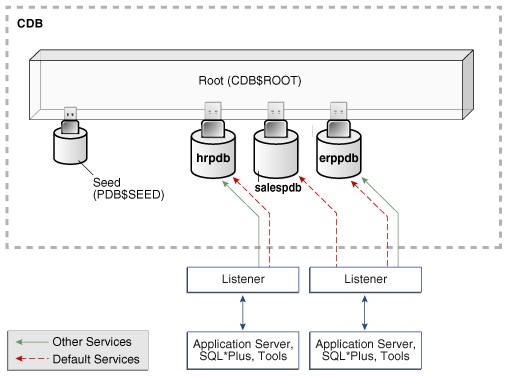 CDB
Root (CDB$ROOT)
hrpdb
salespdb
erppdb
Seed
(PDB$SEED)
Listener
Listener
Application Server,
SQL*Plus, Tools
Application Server,
SQL*Plus, Tools
Other Services
Default Services